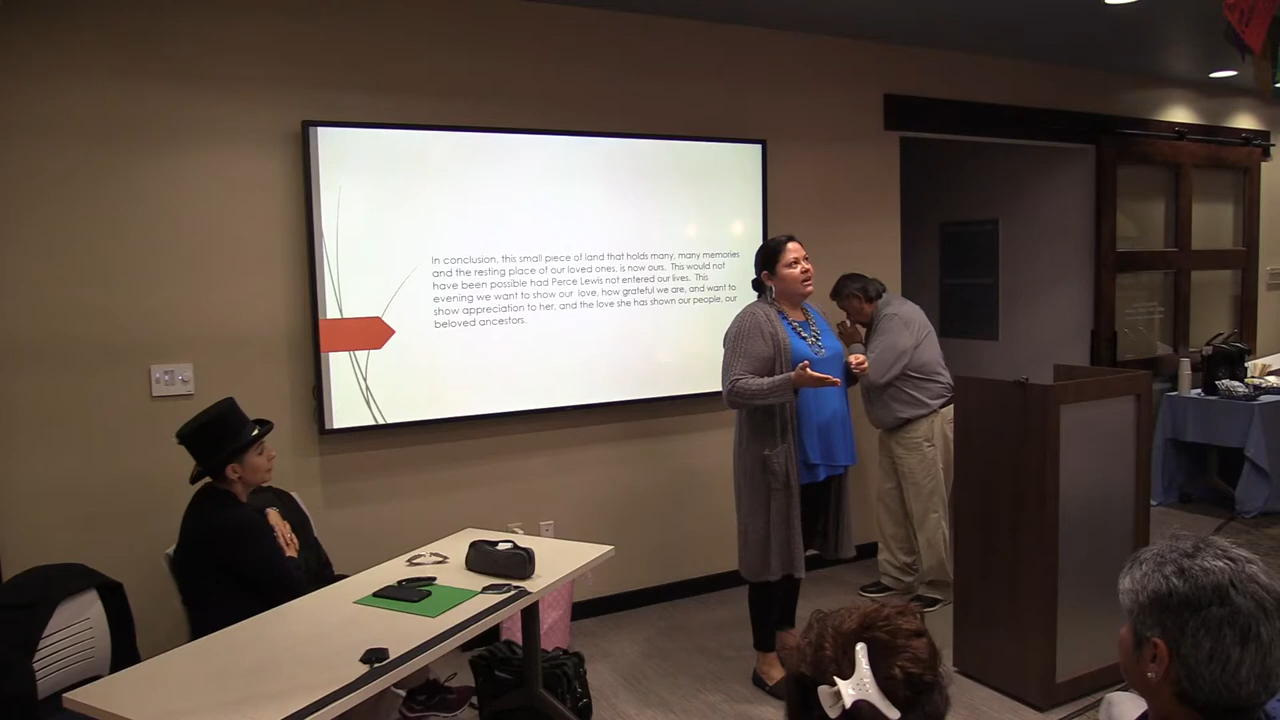 In conclusion, this small piece of land that holds many, many memories
and the resting place of our loved ones, is now ours. This would not
have been possible had Perce Lewis not entered our lives. This
evening we want to show our love, how grateful we are, and want to
show appreciation to her, and the love she has shown our people, our
beloved ancestors.